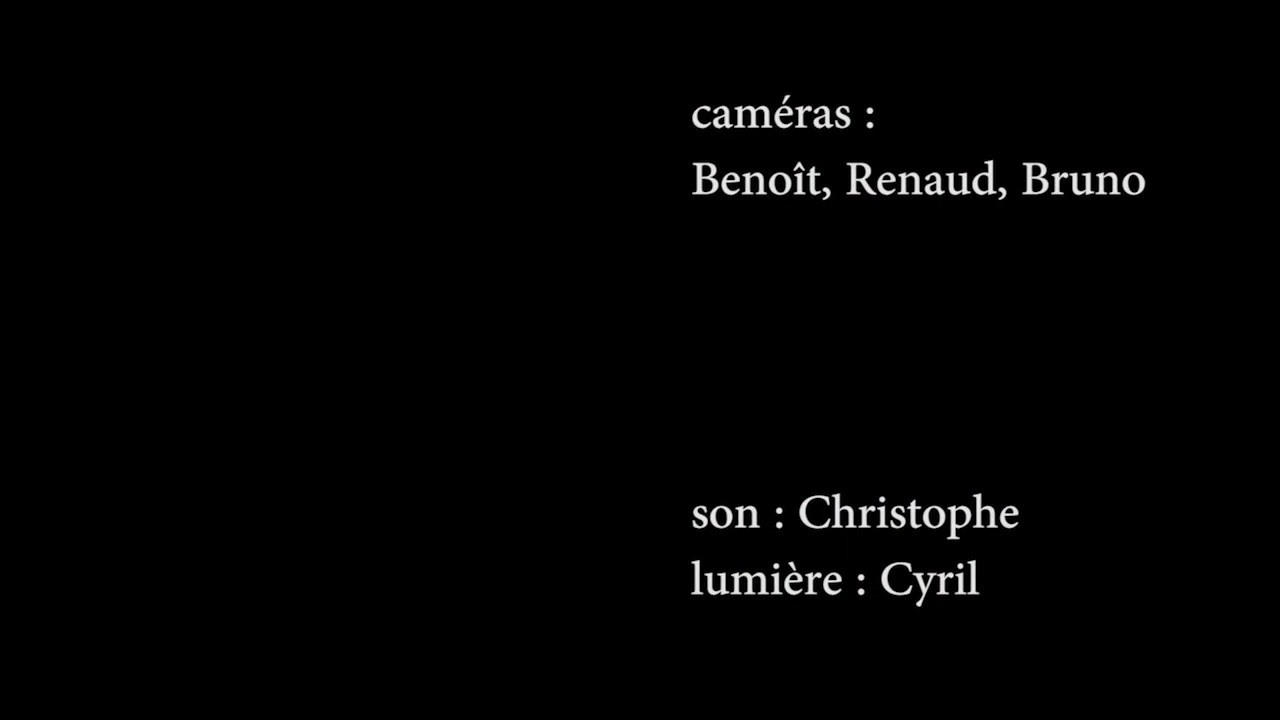 caméras :
Benoît, Renaud, Bruno
son : Christophe
lumière : Cyril